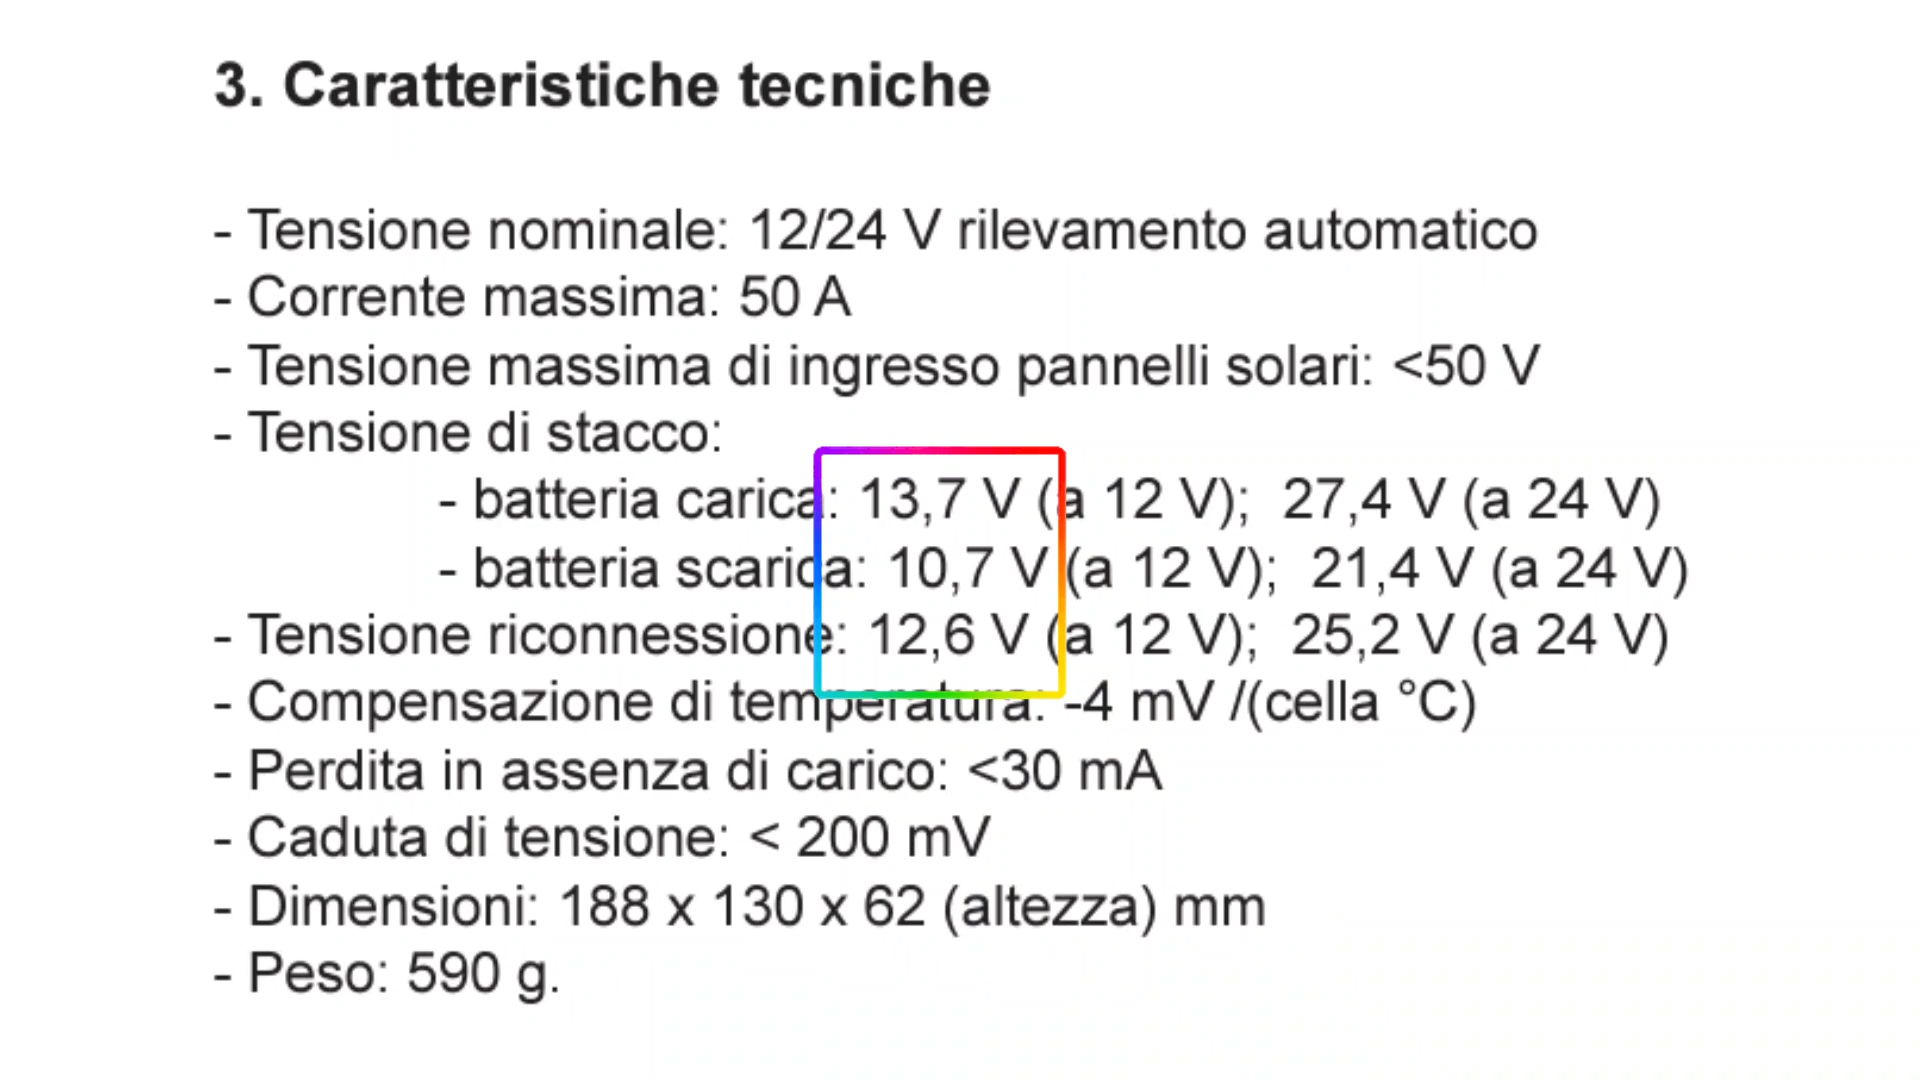 3. Caratteristiche tecniche
- Tensione nominale: 12/24 V rilevamento automatico
- Corrente massima: 50 A
- Tensione massima di ingresso pannelli solari: <50 V
- Tensione di stacco:
- batteria carica: 13,7 V (a 12 V);  27,4 V (a 24 V)
- batteria scarica: 10,7 V (a 12 V);  21,4 V (a 24 V)
- Tensione riconnessione: 12,6 V (a 12 V);  25,2 V (a 24 V)
- Compensazione di temperatura: -4 mV /(cella °C)
- Perdita in assenza di carico: <30 mA
- Caduta di tensione: < 200 mV
- Dimensioni: 188 x 130 x 62 (altezza) mm
- Peso: 590 g.